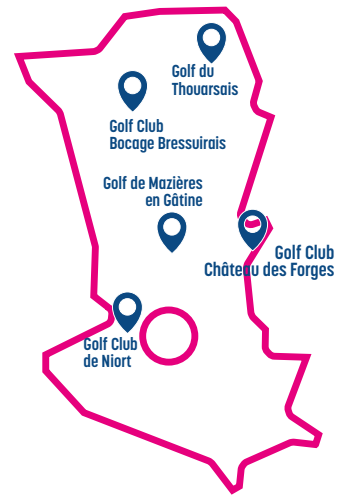 Golf du
Thouarsais
Golf Club
Bocage Bressuirais
Golf de Mazières
en Gâtine
Golf Club
Château des Forges
Golf Club
de Niort